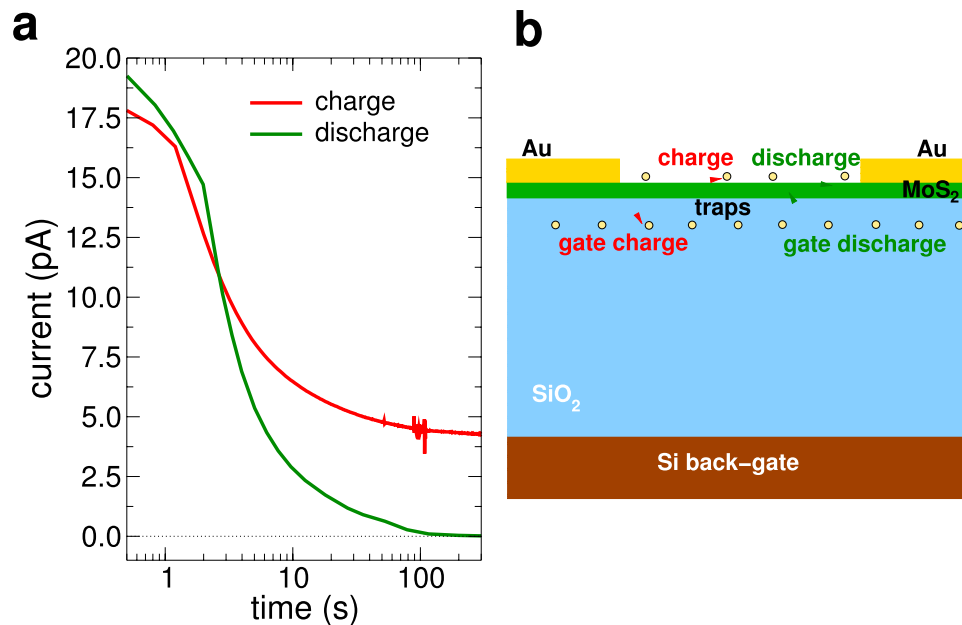 a
20.0
17.5
15.0
12.5
10.0
7.5
5.0
2.5
0.0
current (pA)
charge
discharge
1
10
100
time (s)
b
Au
charge
discharge
Au
MoS2
traps
gate charge
gate discharge
SiO2
Si back-gate